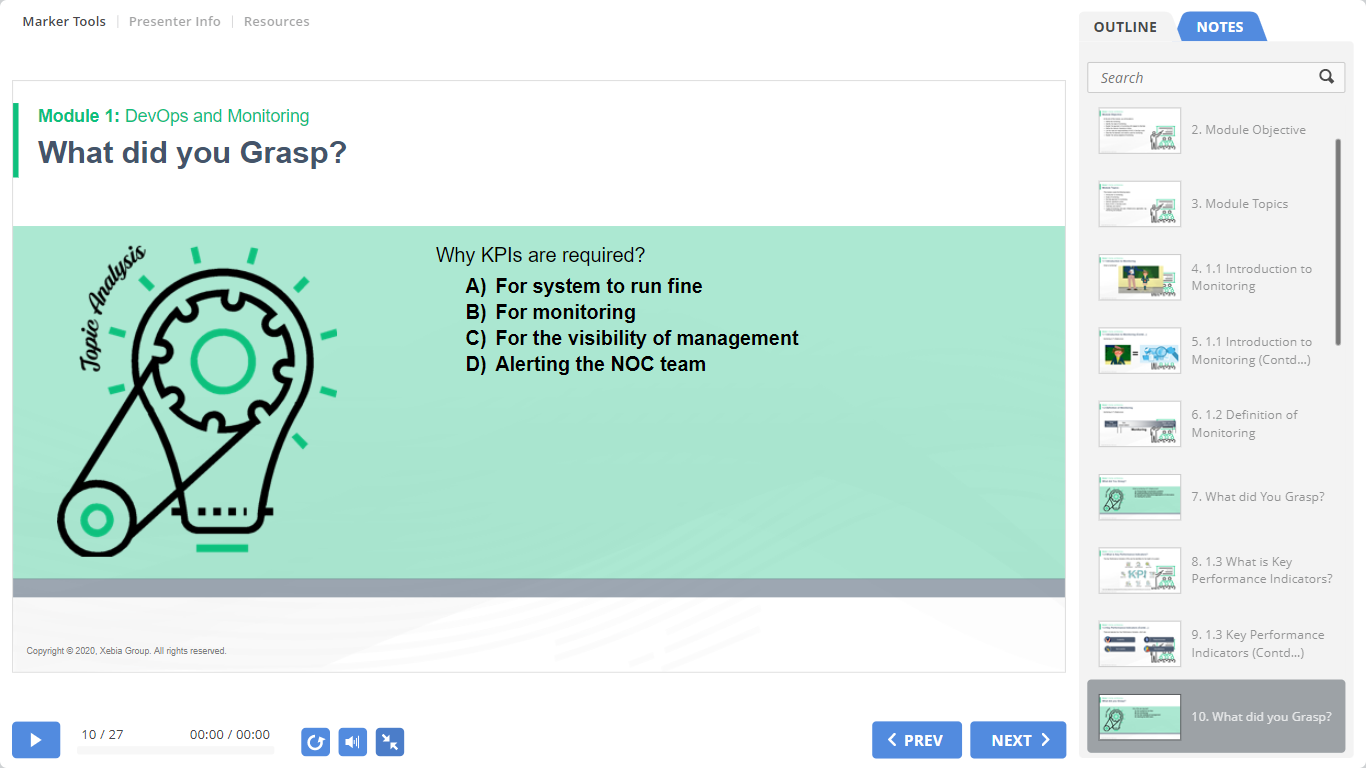 Marker Tools
Presenter Info
Resources
OUTLINE
NOTES
Search
Module 1: DevOps and Monitoring
What did you Grasp?
Topic Analysis
Why KPIs are required?
A) For system to run fine
B) For monitoring
C) For the visibility of management
D) Alerting the NOC team
Copyright © 2020, Xebia Group. All rights reserved.
10 / 27
00:00 / 00:00
PREV
NEXT
2. Module Objective
3. Module Topics
4. 1.1 Introduction to
Monitoring
5. 1.1 Introduction to
Monitoring (Contd...)
6. 1.2 Definition of
Monitoring
7. What did You Grasp?
8. 1.3 What is Key
Performance Indicators?
KPI
9. 1.3 Key Performance
Indicators (Contd...)
10. What did you Grasp?